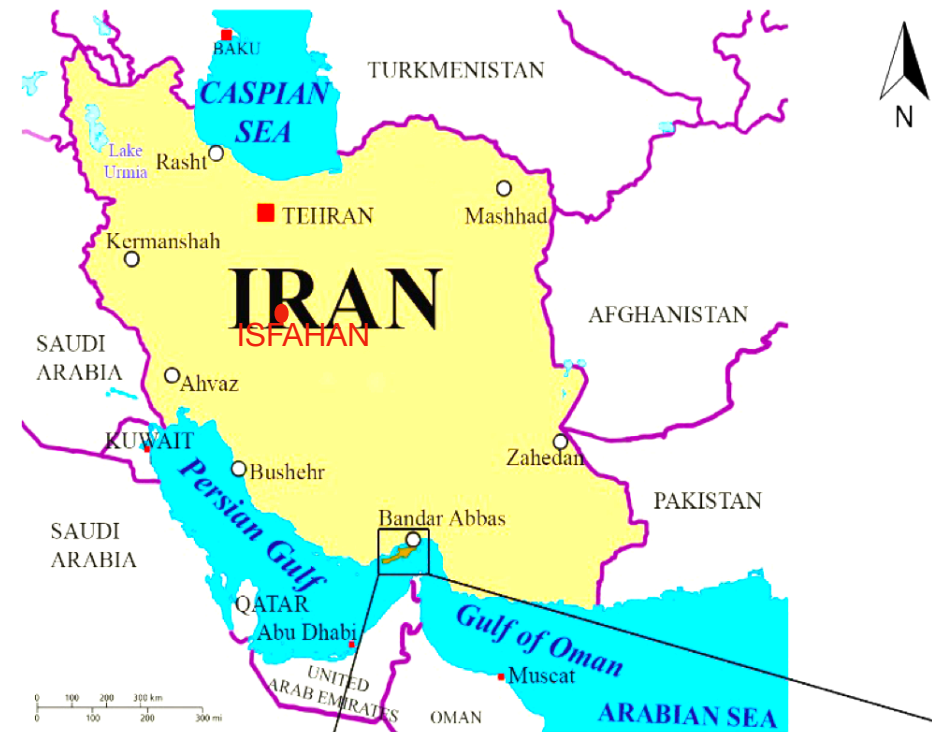 BAKU
TURKMENISTAN
CASPIAN
SEA
N
Lake
Urmia
Rasht
TEHRAN
Mashhad
Kermanshah
IRAN
ISFAHAN
AFGHANISTAN
SAUDI
ARABIA
Ahvaz
KUWAIT
Zahedan
Bushehr
Persian Gulf
PAKISTAN
Bandar Abbas
SAUDI
ARABIA
QATAR
Abu Dhabi
Gulf of Oman
UNITED
ARAB EMIRATES
Muscat
OMAN
ARABIAN SEA
0 100 200 300 km
0 200 300 mi